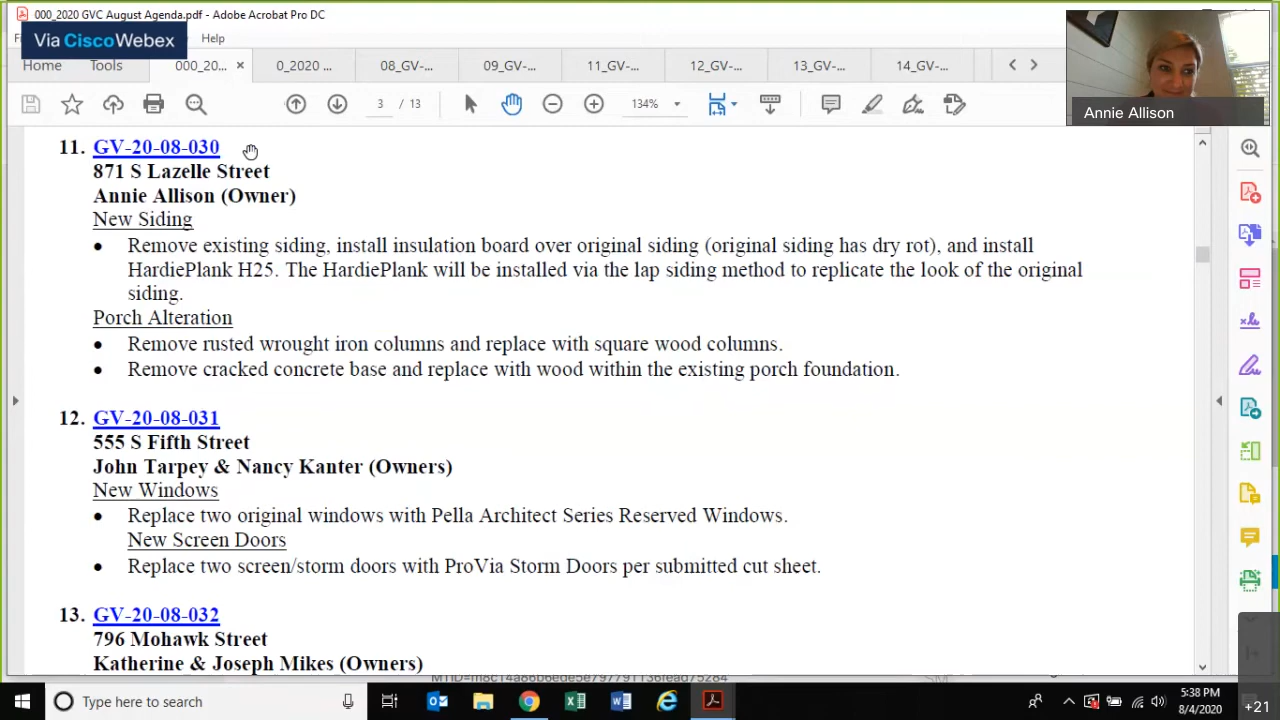 000_2020 GVC August Agenda.pdf - Adobe Acrobat Pro DC
Via CiscoWebex
Help
Home Tools 000_20... × 0_2020 ... 08_GV-... 09_GV-... 11_GV-... 12_GV-... 13_GV-... 14_GV-...
3 / 13 134%
Annie Allison
11. GV-20-08-030
871 S Lazelle Street
Annie Allison (Owner)
New Siding
• Remove existing siding, install insulation board over original siding (original siding has dry rot), and install
HardiePlank H25. The HardiePlank will be installed via the lap siding method to replicate the look of the original
siding.
Porch Alteration
• Remove rusted wrought iron columns and replace with square wood columns.
• Remove cracked concrete base and replace with wood within the existing porch foundation.
12. GV-20-08-031
555 S Fifth Street
John Tarpey & Nancy Kanter (Owners)
New Windows
• Replace two original windows with Pella Architect Series Reserved Windows.
New Screen Doors
• Replace two screen/storm doors with ProVia Storm Doors per submitted cut sheet.
13. GV-20-08-032
796 Mohawk Street
Katherine & Joseph Mikes (Owners)
Type here to search
5:38 PM
8/4/2020
+21